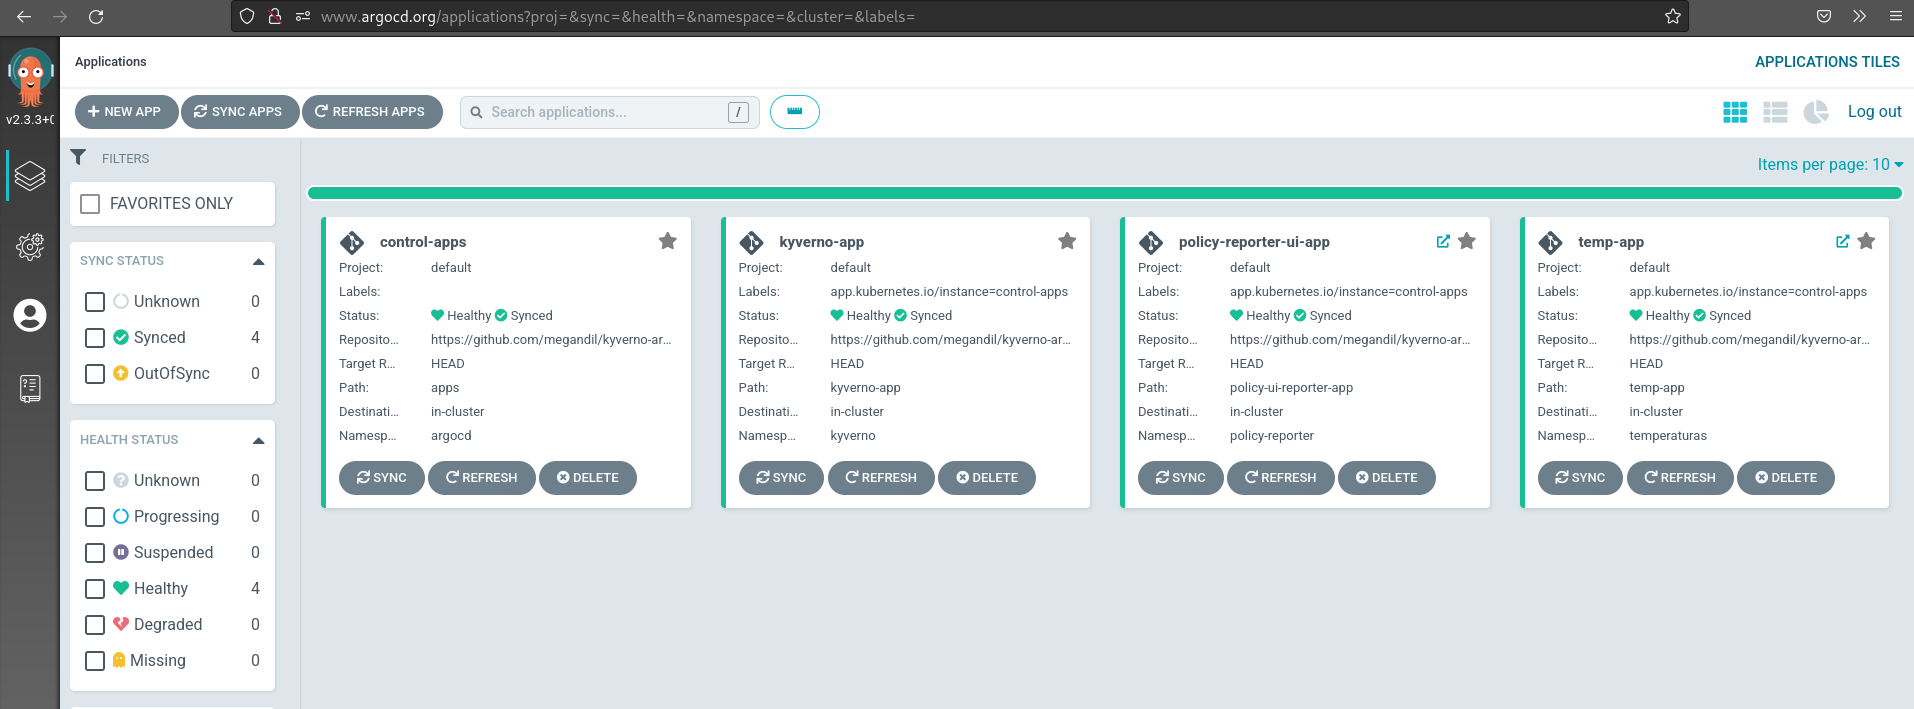 www.argocd.org/applications?proj=&sync=&health=&namespace=&cluster=&labels=
v2.3.3+0
Applications
APPLICATIONS TILES
NEW APP
SYNC APPS
REFRESH APPS
Search applications...
/
Log out
FILTERS
FAVORITES ONLY
SYNC STATUS
Unknown 0
Synced 4
OutOfSync 0
HEALTH STATUS
Unknown 0
Progressing 0
Suspended 0
Healthy 4
Degraded 0
Missing 0
Items per page: 10
control-apps
Project: default
Labels:
Status: Healthy Synced
Reposito... https://github.com/megandil/kyverno-ar...
Target R... HEAD
Path: apps
Destinati... in-cluster
Namesp... argocd
SYNC REFRESH DELETE
kyverno-app
Project: default
Labels: app.kubernetes.io/instance=control-apps
Status: Healthy Synced
Reposito... https://github.com/megandil/kyverno-ar...
Target R... HEAD
Path: kyverno-app
Destinati... in-cluster
Namesp... kyverno
SYNC REFRESH DELETE
policy-reporter-ui-app
Project: default
Labels: app.kubernetes.io/instance=control-apps
Status: Healthy Synced
Reposito... https://github.com/megandil/kyverno-ar...
Target R... HEAD
Path: policy-ui-reporter-app
Destinati... in-cluster
Namesp... policy-reporter
SYNC REFRESH DELETE
temp-app
Project: default
Labels: app.kubernetes.io/instance=control-apps
Status: Healthy Synced
Reposito... https://github.com/megandil/kyverno-ar...
Target R... HEAD
Path: temp-app
Destinati... in-cluster
Namesp... temperaturas
SYNC REFRESH DELETE